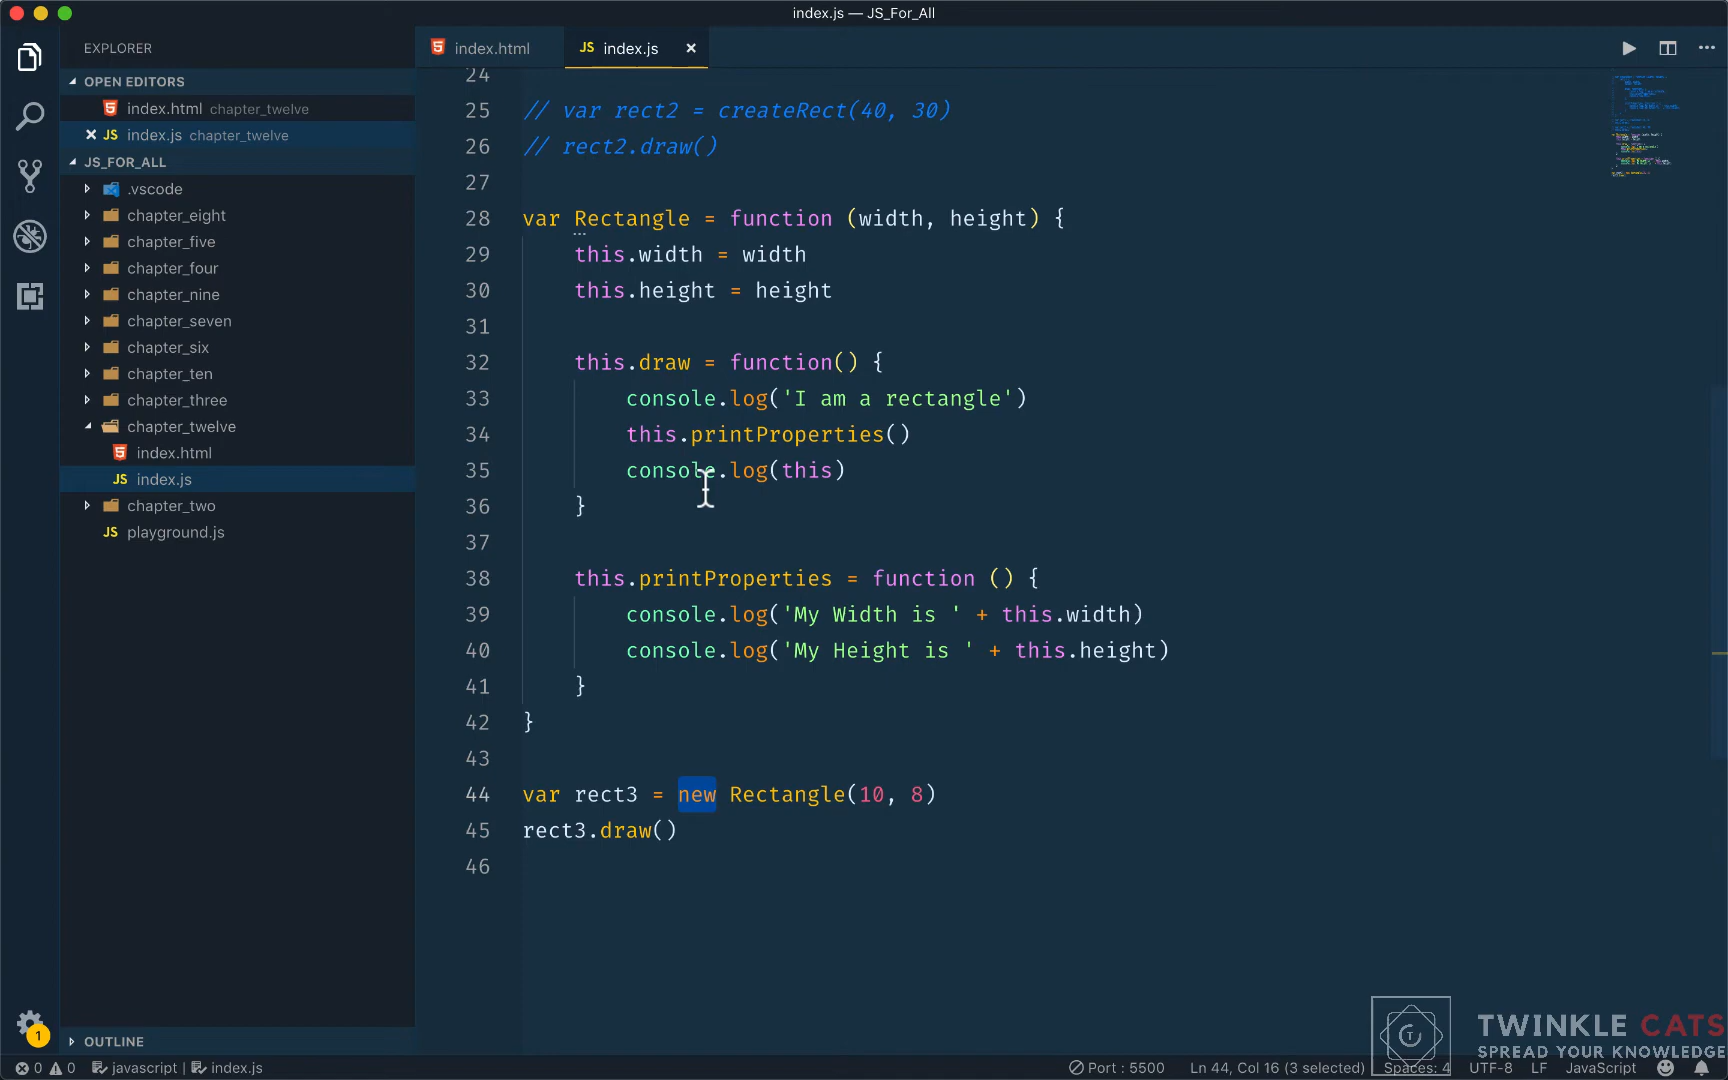 index.js — JS_For_All
EXPLORER
OPEN EDITORS
index.html chapter_twelve
JS index.js chapter_twelve
JS_FOR_ALL
.vscode
chapter_eight
chapter_five
chapter_four
chapter_nine
chapter_seven
chapter_six
chapter_ten
chapter_three
chapter_twelve
index.html
JS index.js
chapter_two
JS playground.js
OUTLINE
1
index.html
JS index.js
24
25 // var rect2 = createRect(40, 30)
26 // rect2.draw()
27
28 var Rectangle = function (width, height) {
29 this.width = width
30 this.height = height
31
32 this.draw = function() {
33 console.log('I am a rectangle')
34 this.printProperties()
35 console.log(this)
36 }
37
38 this.printProperties = function () {
39 console.log('My Width is ' + this.width)
40 console.log('My Height is ' + this.height)
41 }
42 }
43
44 var rect3 = new Rectangle(10, 8)
45 rect3.draw()
46
TWINKLE CATS
SPREAD YOUR KNOWLEDGE
0 0 javascript | index.js Port : 5500 Ln 44, Col 16 (3 selected) Spaces: 4 UTF-8 LF JavaScript